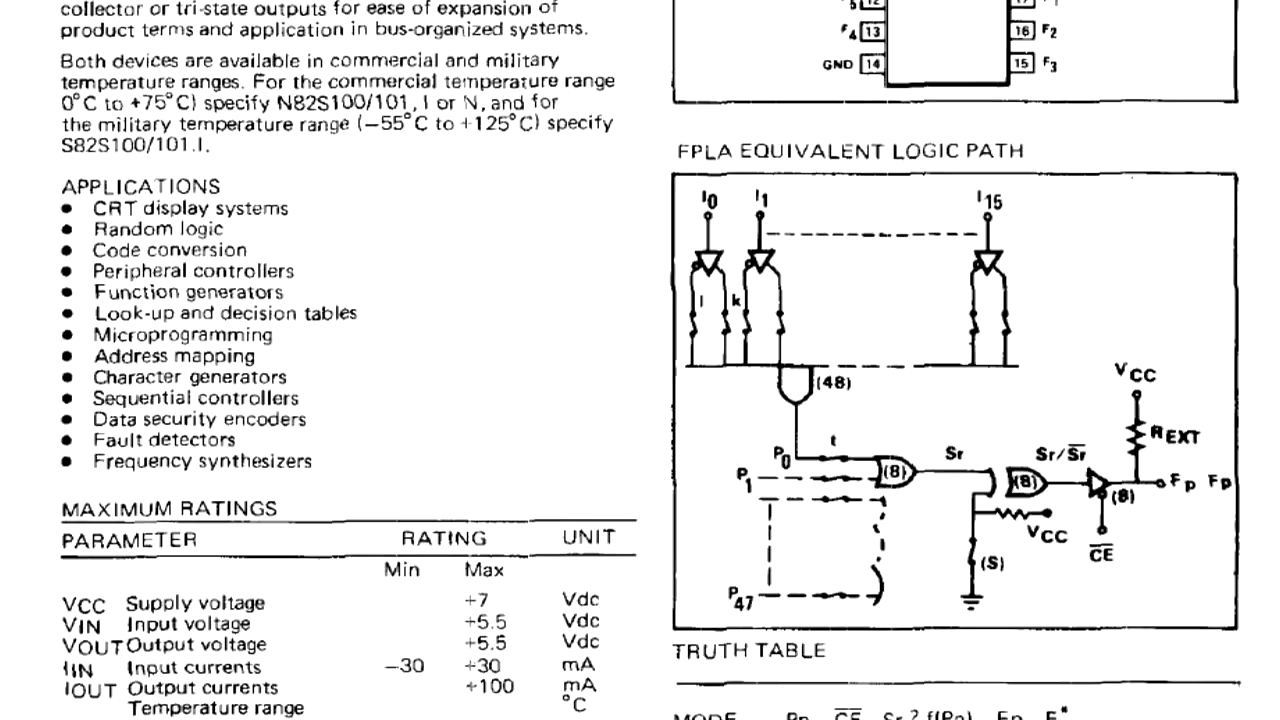 collector or tri-state outputs for ease of expansion of
product terms and application in bus-organized systems.
Both devices are available in commercial and military
temperature ranges. For the commercial temperature range
0°C to +75°C) specify N82S100/101, I or N, and for
the military temperature range (−55°C to +125°C) specify
S82S100/101.I.
APPLICATIONS
• CRT display systems
• Random logic
• Code conversion
• Peripheral controllers
• Function generators
• Look-up and decision tables
• Microprogramming
• Address mapping
• Character generators
• Sequential controllers
• Data security encoders
• Fault detectors
• Frequency synthesizers
MAXIMUM RATINGS
PARAMETER RATING UNIT
Min Max
VCC Supply voltage +7 Vdc
VIN Input voltage +5.5 Vdc
VOUT Output voltage +5.5 Vdc
IIN Input currents −30 +30 mA
IOUT Output currents +100 mA
Temperature range °C
F4 13 16 F2
GND 14 15 F3
FPLA EQUIVALENT LOGIC PATH
I0 I1 I15
k
(48)
VCC
REXT
P0 t Sr Sr/S̅r̅
P1 (8) (8) (8) Fp Fp
VCC
C̅E̅
(S)
P47
TRUTH TABLE
MODE Pn C̅E̅ Sr ? f(Pn) Fp F*